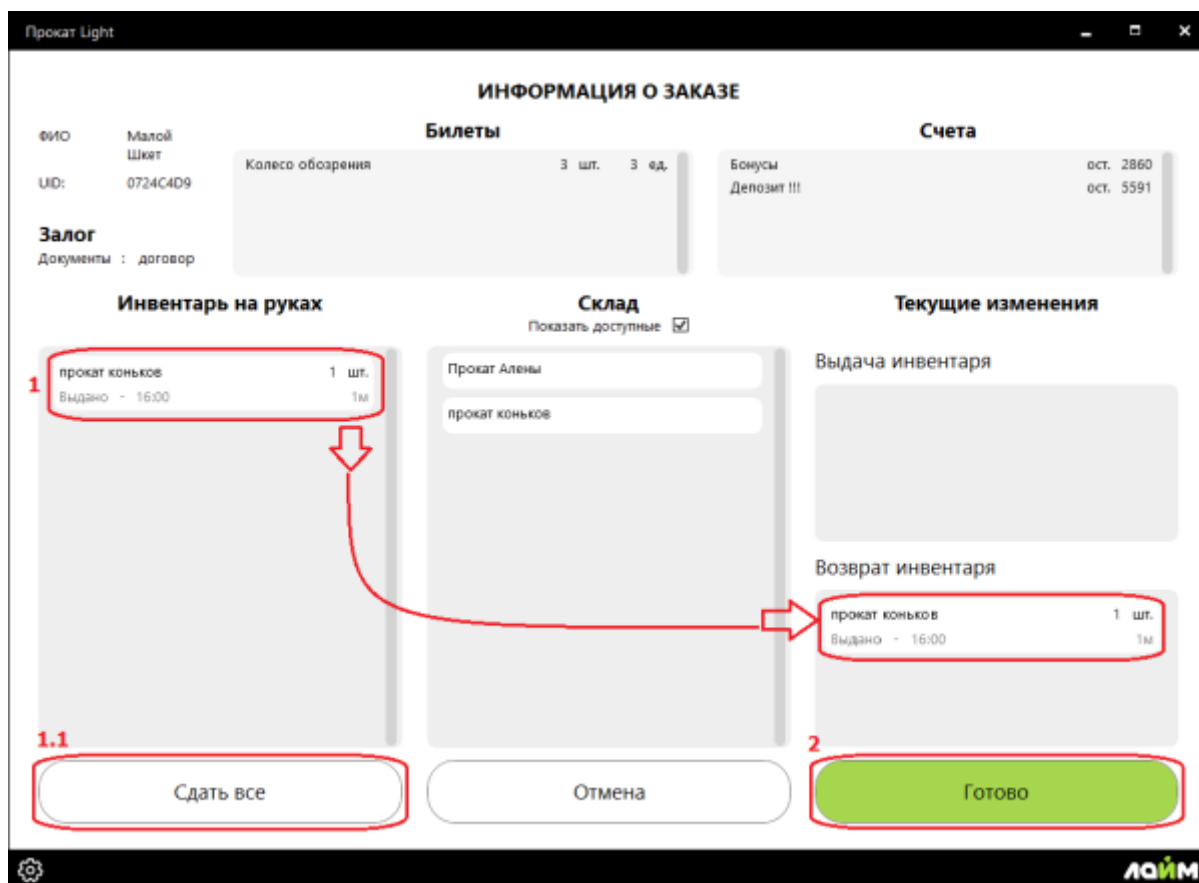 Прокат Light
ИНФОРМАЦИЯ О ЗАКАЗЕ
ФИО Малой Шкет
UID: 0724C4D9
Залог
Документы : договор
Билеты
Колесо обозрения 3 шт. 3 ед.
Счета
Бонусы ост. 2860
Депозит !!! ост. 5591
Инвентарь на руках
1
прокат коньков 1 шт.
Выдано - 16:00 1м
1.1
Сдать все
Склад
Показать доступные
Прокат Алены
прокат коньков
Отмена
Текущие изменения
Выдача инвентаря
Возврат инвентаря
прокат коньков 1 шт.
Выдано - 16:00 1м
2
Готово
лайм